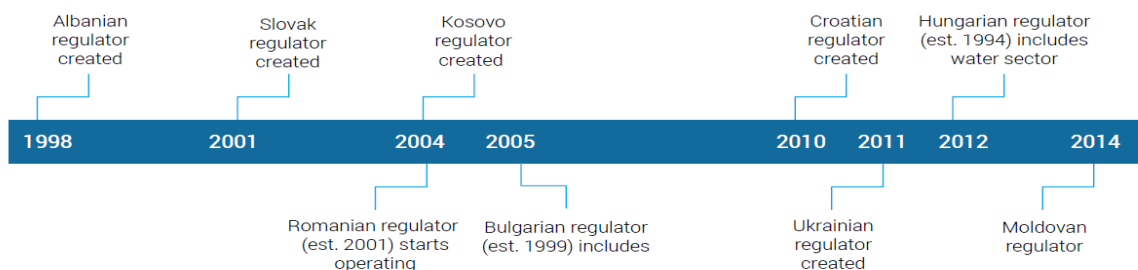 Albanian
regulator
created
Slovak
regulator
created
Kosovo
regulator
created
Croatian
regulator
created
Hungarian regulator
(est. 1994) includes
water sector
1998
2001
2004
2005
2010
2011
2012
2014
Romanian regulator
(est. 2001) starts
operating
Bulgarian regulator
(est. 1999) includes
Ukrainian
regulator
created
Moldovan
regulator